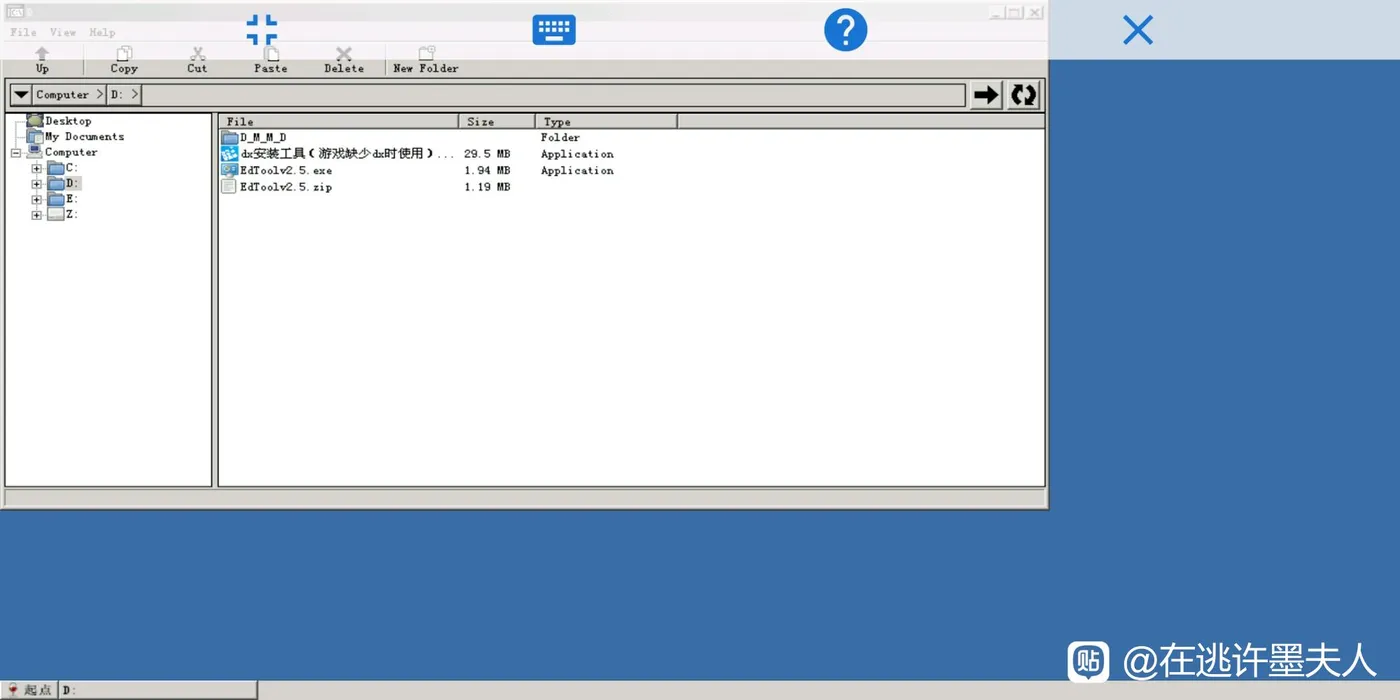 File View Help
Up Copy Cut Paste Delete New Folder
Computer > D: >
Desktop
My Documents
Computer
C:
D:
E:
Z:
File Size Type
D_M_M_D Folder
dx安装工具(游戏缺少dx时使用)... 29.5 MB Application
EdToolv2.5.exe 1.94 MB Application
EdToolv2.5.zip 1.19 MB
贴 @在逃许墨夫人
起点 D: